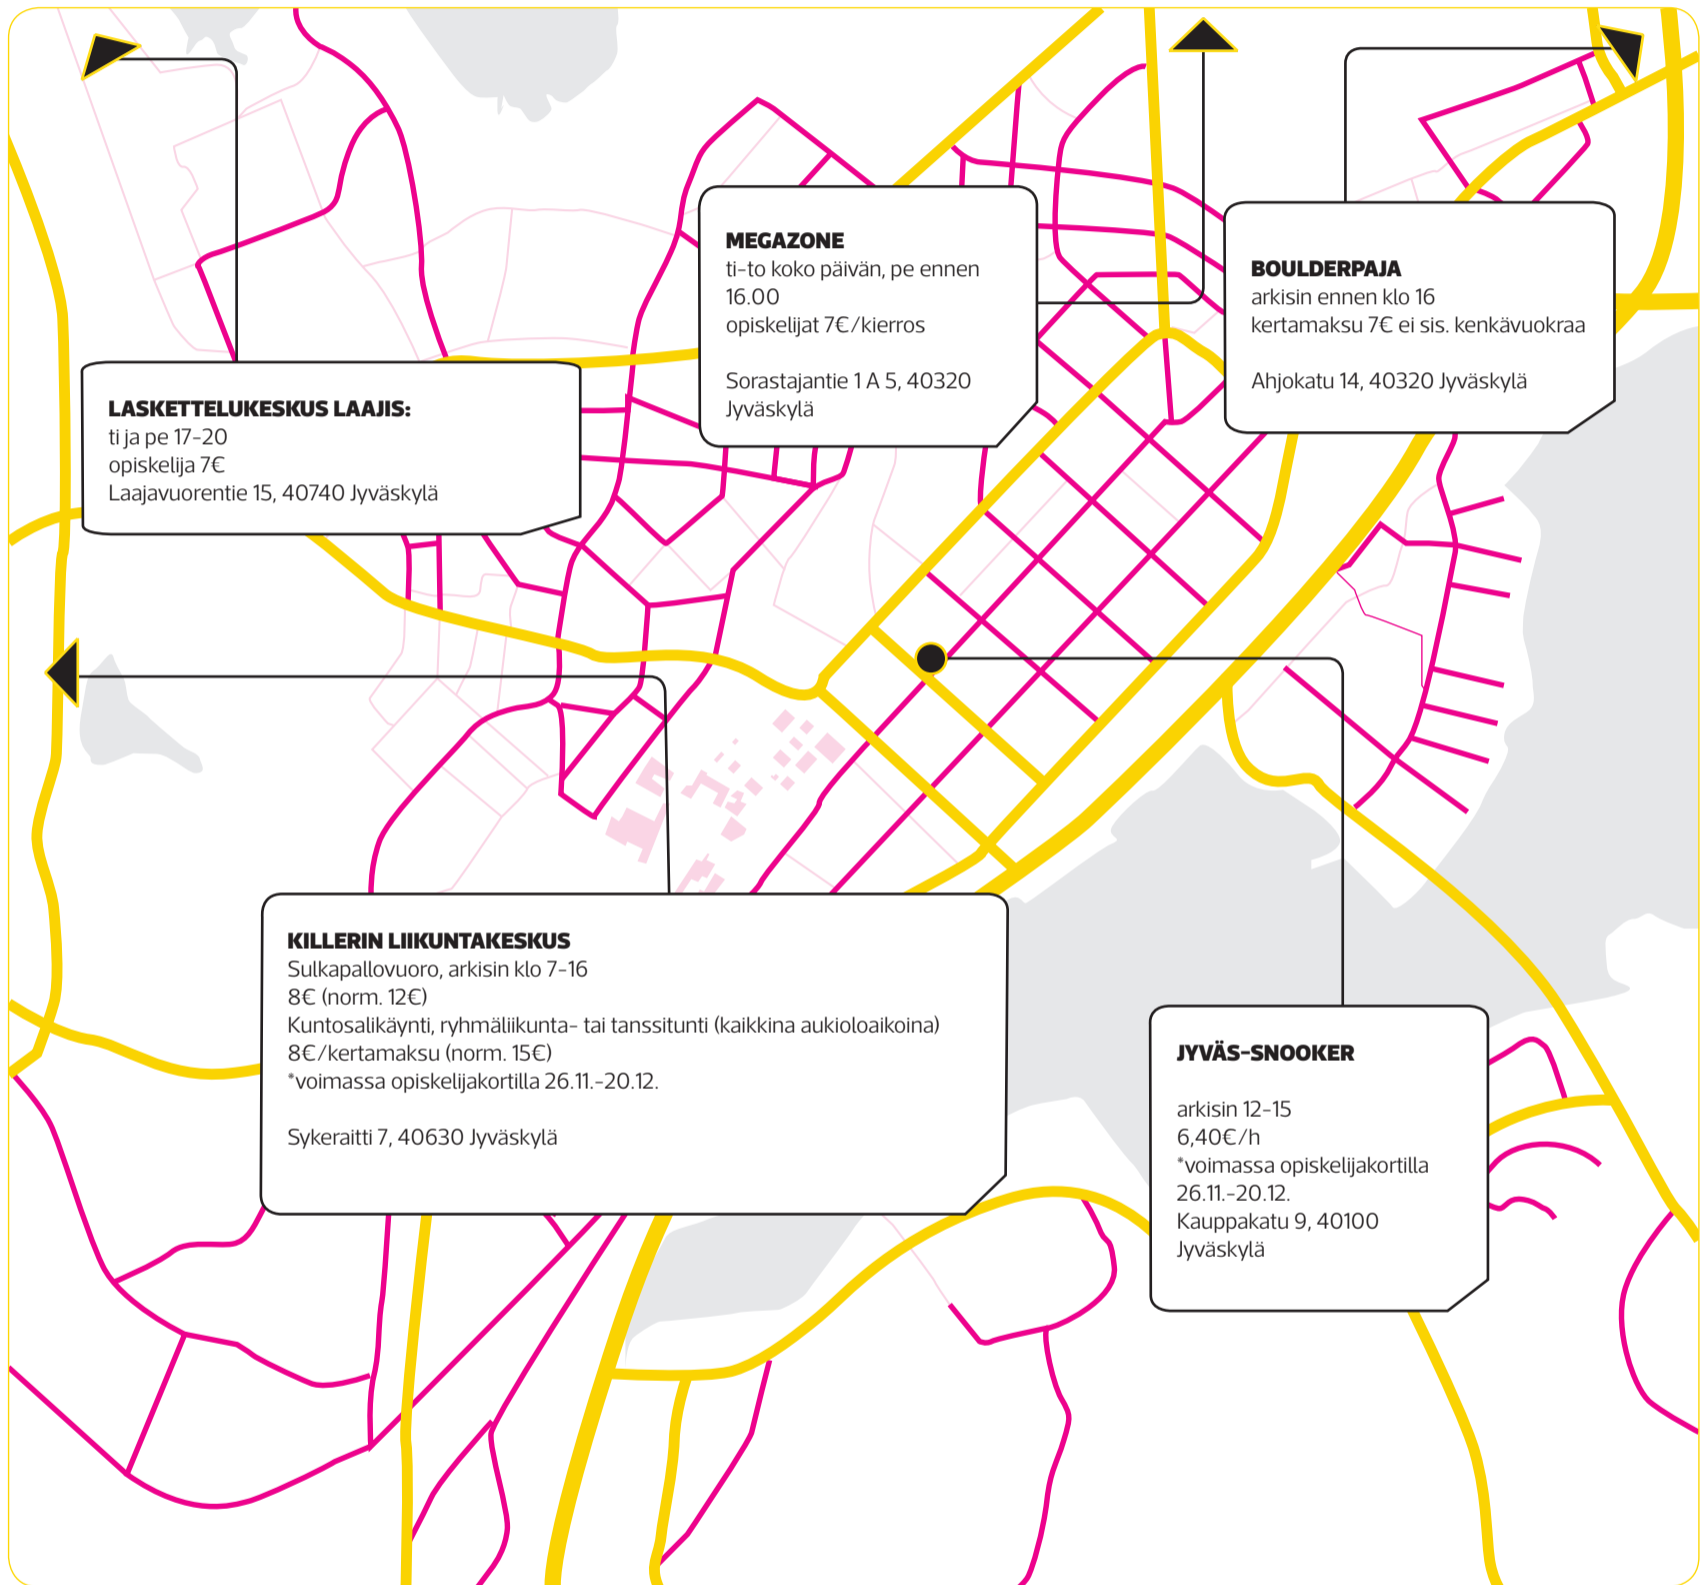 MEGAZONE
ti-to koko päivän, pe ennen
16.00
opiskelijat 7€/kierros
Sorastajantie 1 A 5, 40320
Jyväskylä
BOULDERPAJA
arkisin ennen klo 16
kertamaksu 7€ ei sis. kenkävuokraa
Ahjokatu 14, 40320 Jyväskylä
LASKETTELUKESKUS LAAJIS:
ti ja pe 17-20
opiskelija 7€
Laajavuorentie 15, 40740 Jyväskylä
KILLERIN LIIKUNTAKESKUS
Sulkapallovuoro, arkisin klo 7-16
8€ (norm. 12€)
Kuntosalikäynti, ryhmäliikunta- tai tanssitunti (kaikkina aukioloaikoina)
8€/kertamaksu (norm. 15€)
*voimassa opiskelijakortilla 26.11.-20.12.
Sykeraitti 7, 40630 Jyväskylä
JYVÄS-SNOOKER
arkisin 12-15
6,40€/h
*voimassa opiskelijakortilla
26.11.-20.12.
Kauppakatu 9, 40100
Jyväskylä